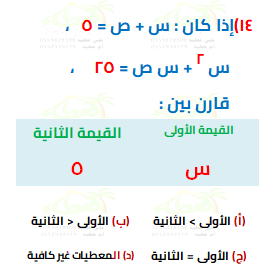 ١٤)إذا كان : س + ص = ٥ ،
س ٢ + س ص = ٢٥ ،
قارن بين :
القيمة الأولى القيمة الثانية
س ٥
(أ) الأولى > الثانية (ب) الأولى < الثانية
(ج) الأولى = الثانية (د) المعطيات غير كافية